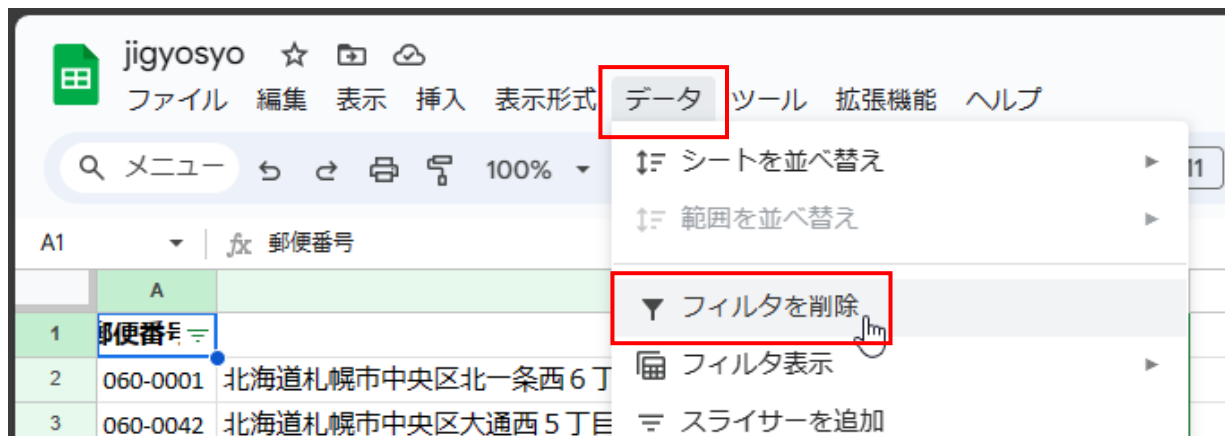 jigyosyo
ファイル 編集 表示 挿入 表示形式 データ ツール 拡張機能 ヘルプ
メニュー 100% 11
シートを並べ替え
範囲を並べ替え
A1 fx 郵便番号
A
フィルタを削除
1 郵便番号
フィルタ表示
2 060-0001 北海道札幌市中央区北一条西６丁
3 060-0042 北海道札幌市中央区大通西５丁目
スライサーを追加